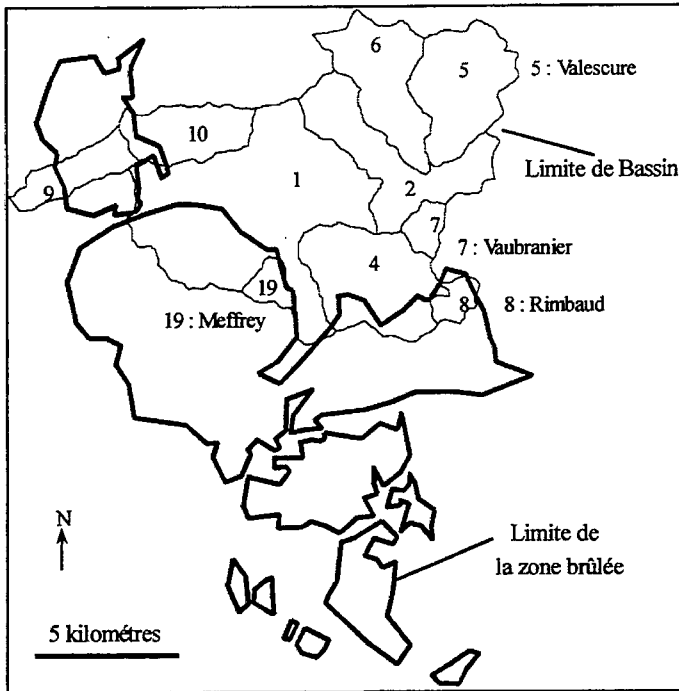 6
5
5 : Valescure
10
Limite de Bassin
1
9
2
7
7 : Vaubranier
4
19
8
8 : Rimbaud
19 : Meffrey
N
Limite de
la zone brûlée
5 kilométres